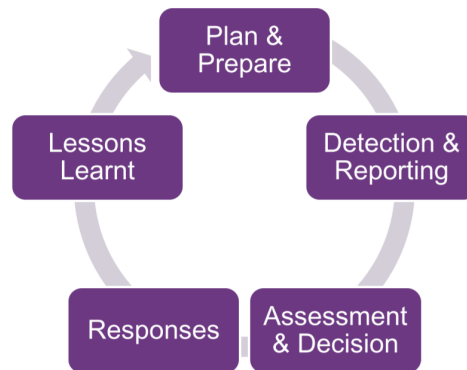 Plan &
Prepare
Detection &
Reporting
Assessment
& Decision
Responses
Lessons
Learnt